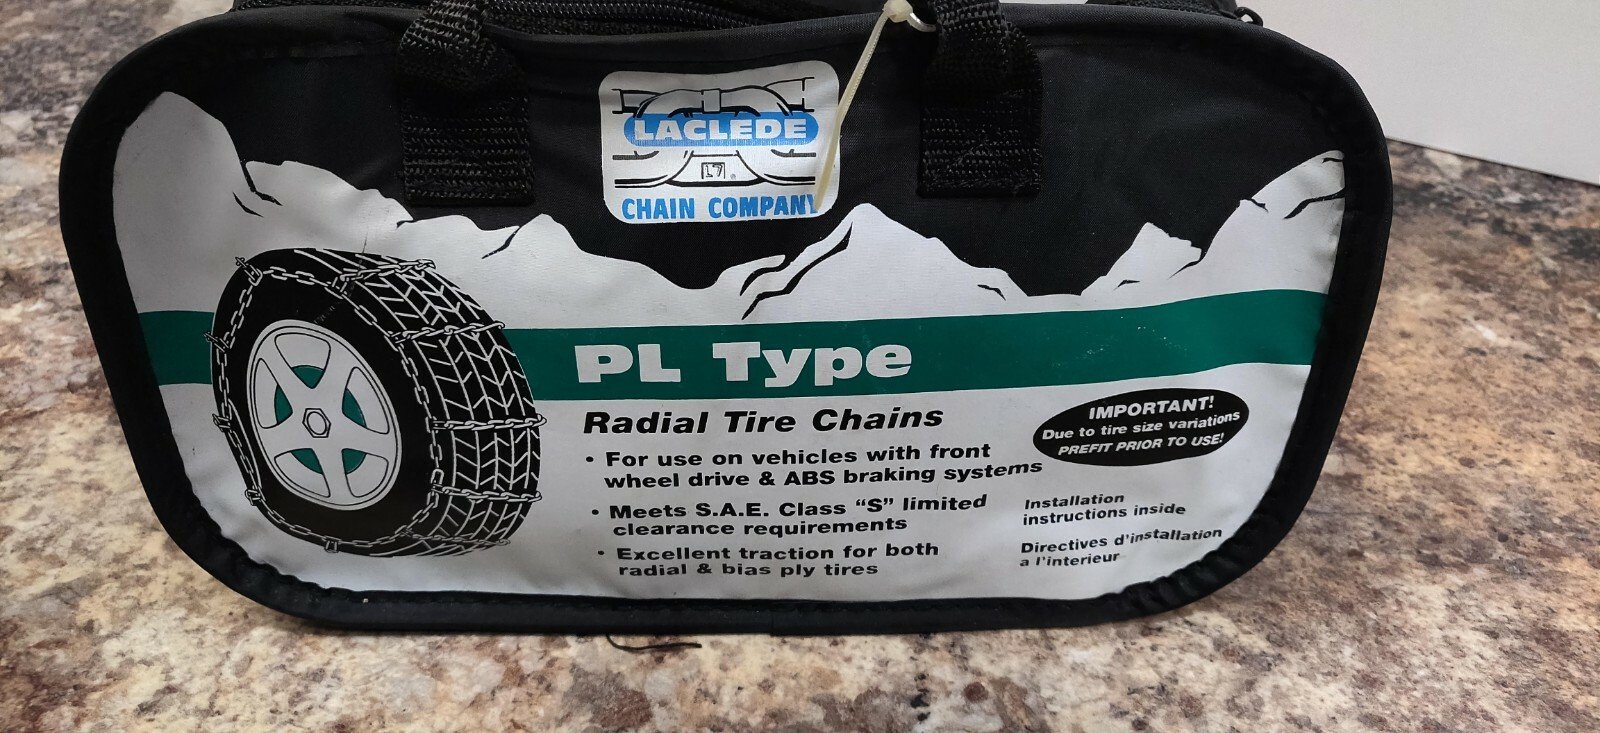 LACLEDE
17
CHAIN COMPANY
PL Type
Radial Tire Chains
• For use on vehicles with front
wheel drive & ABS braking systems
• Meets S.A.E. Class “S” limited
clearance requirements
• Excellent traction for both
radial & bias ply tires
IMPORTANT!
Due to tire size variations
PREFIT PRIOR TO USE!
Installation
instructions inside
Directives d'installation
a l'interieur